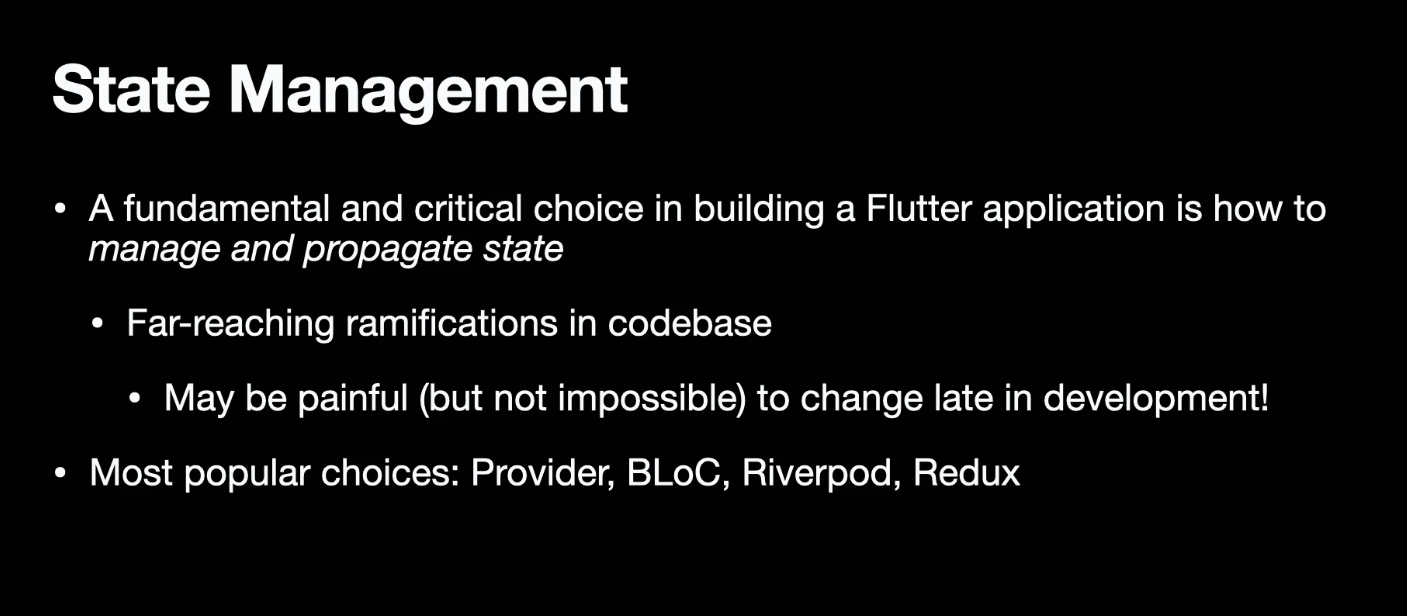 State Management
• A fundamental and critical choice in building a Flutter application is how to
manage and propagate state
• Far-reaching ramifications in codebase
• May be painful (but not impossible) to change late in development!
• Most popular choices: Provider, BLoC, Riverpod, Redux